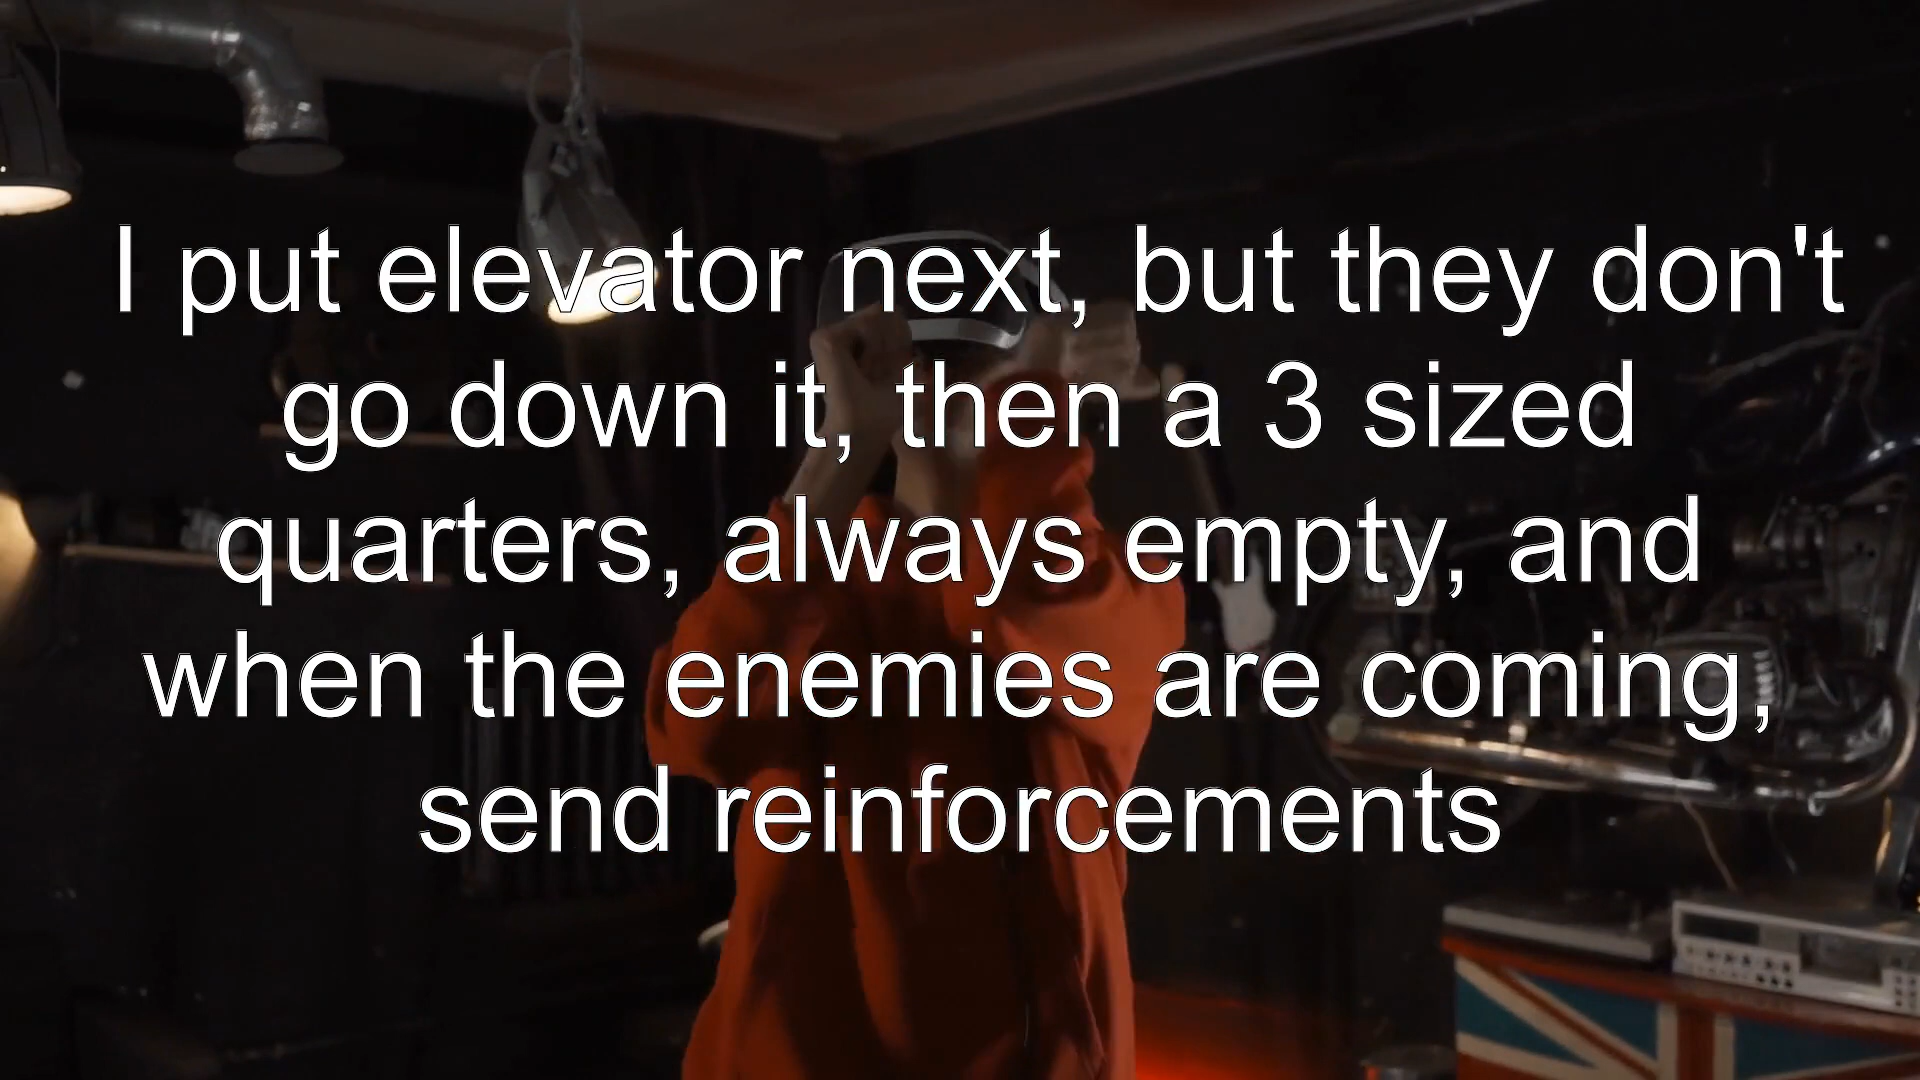 I put elevator next, but they don't
go down it, then a 3 sized
quarters, always empty, and
when the enemies are coming,
send reinforcements